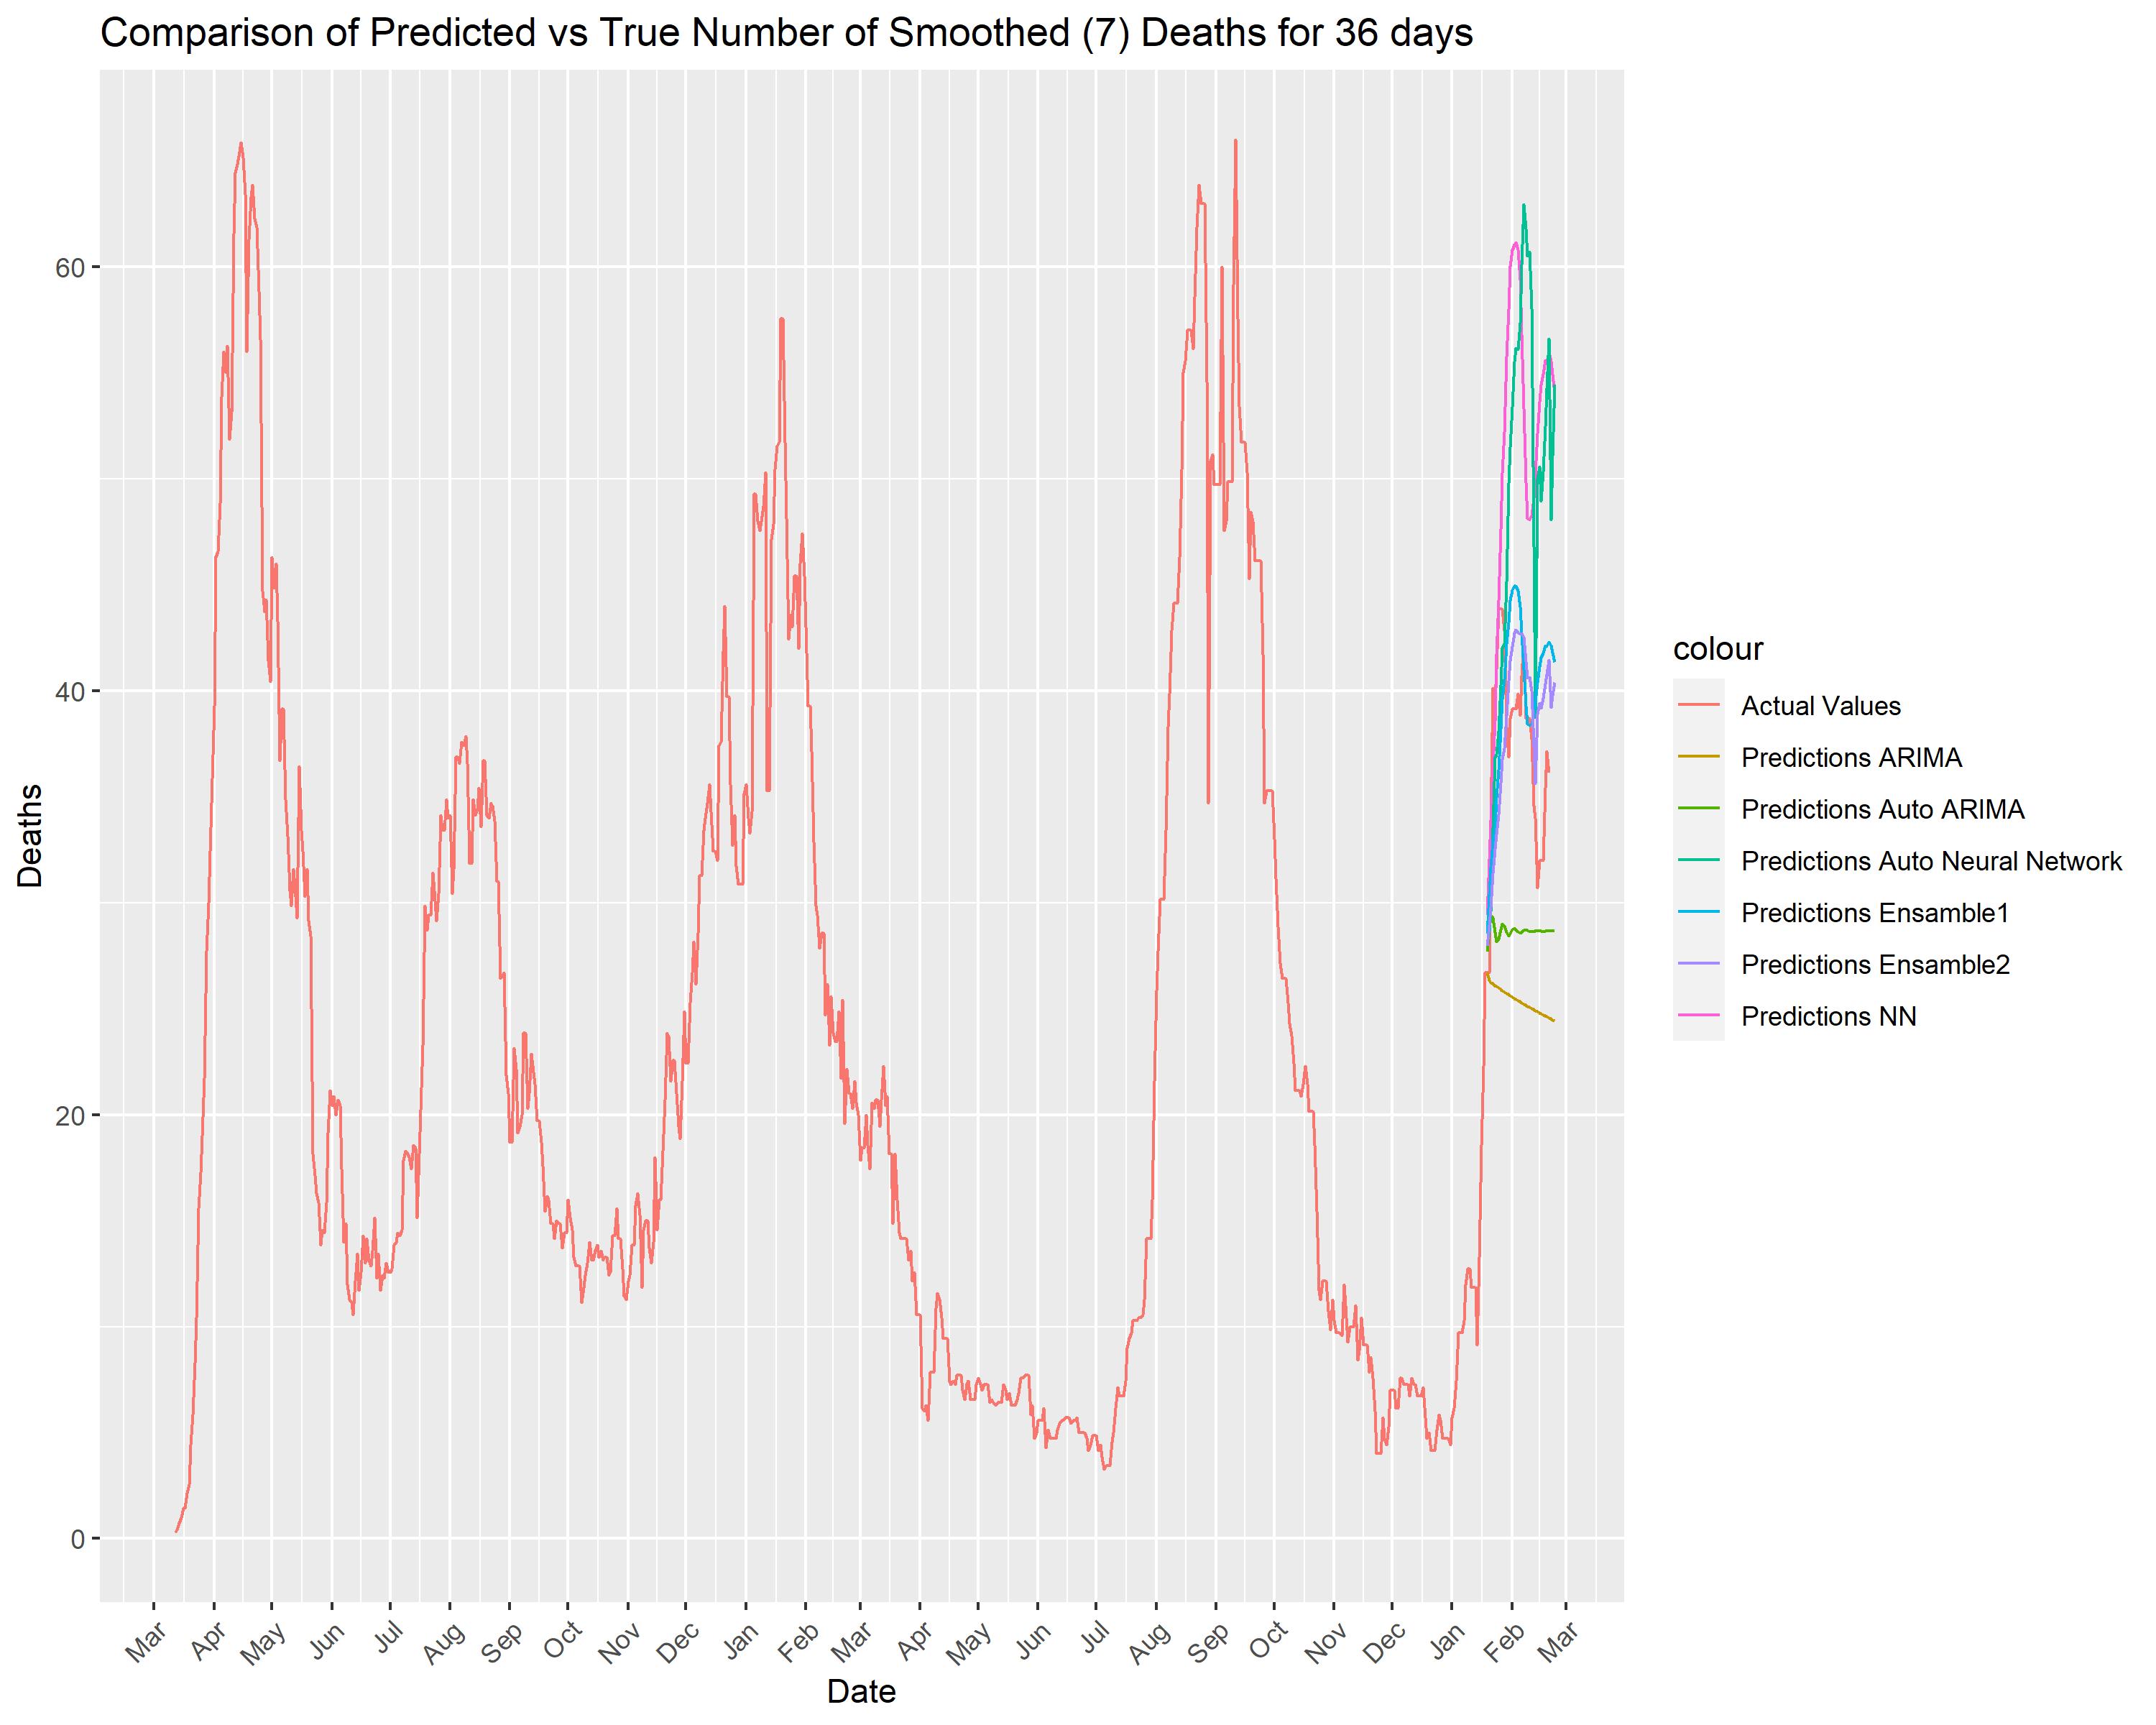 Comparison of Predicted vs True Number of Smoothed (7) Deaths for 36 days
60
40
20
0
Deaths
Mar Apr May Jun Jul Aug Sep Oct Nov Dec Jan Feb Mar Apr May Jun Jul Aug Sep Oct Nov Dec Jan Feb Mar
Date
colour
Actual Values
Predictions ARIMA
Predictions Auto ARIMA
Predictions Auto Neural Network
Predictions Ensamble1
Predictions Ensamble2
Predictions NN